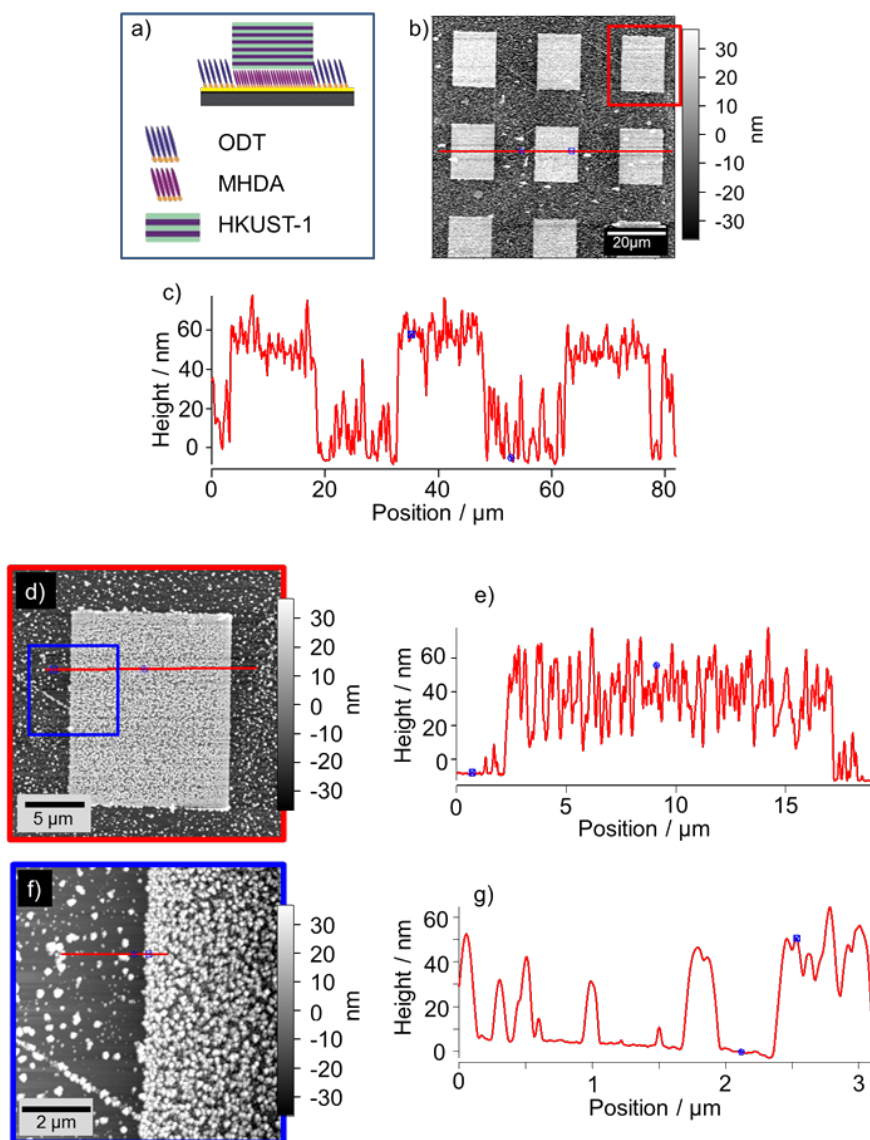 a)
ODT
MHDA
HKUST-1
b)
30
20
10
0
-10
-20
-30
nm
20µm
c)
Height / nm
60
40
20
0
0 20 40 60 80
Position / µm
d)
30
20
10
0
-10
-20
-30
nm
5 µm
e)
Height / nm
60
40
20
0
0 5 10 15
Position / µm
f)
30
20
10
0
-10
-20
-30
nm
2 µm
g)
Height / nm
60
40
20
0
0 1 2 3
Position / µm